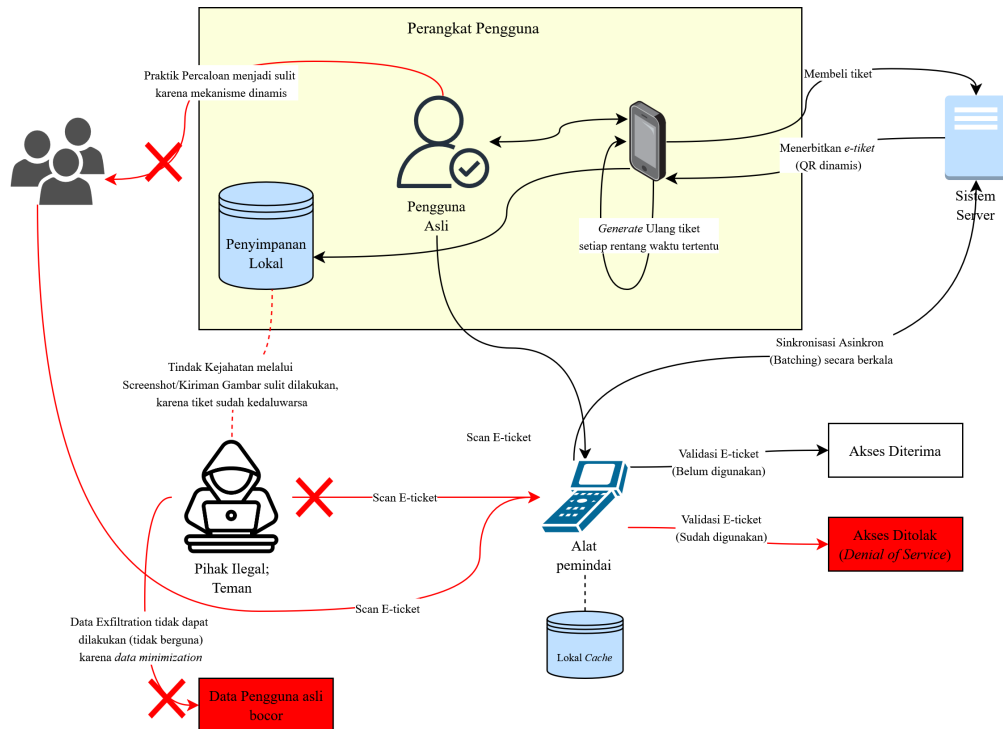 Perangkat Pengguna
Praktik Percaloan menjadi sulit
karena mekanisme dinamis
Membeli tiket
Menerbitkan e-tiket
(QR dinamis)
Sistem
Server
Pengguna
Asli
Generate Ulang tiket
setiap rentang waktu tertentu
Penyimpanan
Lokal
Sinkronisasi Asinkron
(Batching) secara berkala
Tindak Kejahatan melalui
Screenshot/Kiriman Gambar sulit dilakukan,
karena tiket sudah kedaluwarsa
Scan E-ticket
Validasi E-ticket
(Belum digunakan)
Akses Diterima
Scan E-ticket
Validasi E-ticket
(Sudah digunakan)
Akses Ditolak
(Denial of Service)
Alat
pemindai
Pihak Ilegal;
Teman
Scan E-ticket
Data Exfiltration tidak dapat
dilakukan (tidak berguna)
karena data minimization
Lokal Cache
Data Pengguna asli
bocor